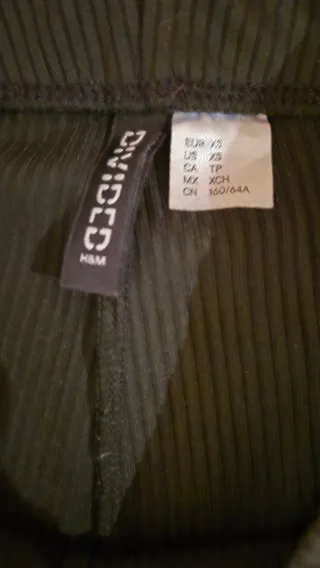 DIVIDED
H&M
EUR XS
US XS
CA TP
MX XCH
CN 160/64A